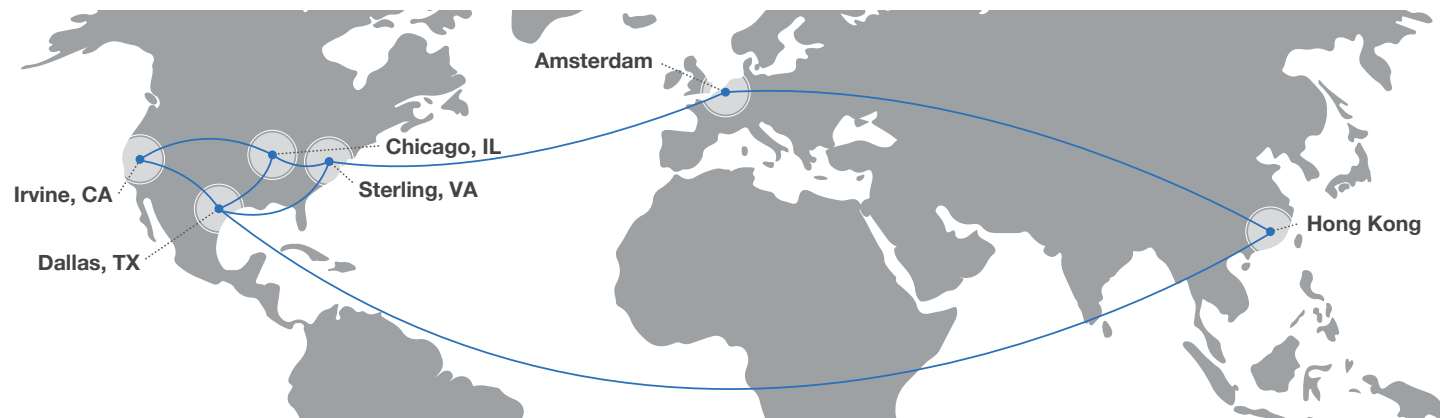 Amsterdam
Chicago, IL
Sterling, VA
Irvine, CA
Hong Kong
Dallas, TX